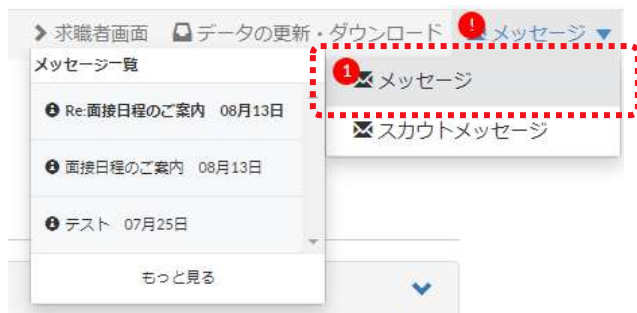 求職者画面 データの更新・ダウンロード ! メッセージ
メッセージ一覧
Re:面接日程のご案内 08月13日
面接日程のご案内 08月13日
テスト 07月25日
もっと見る
1 メッセージ
スカウトメッセージ